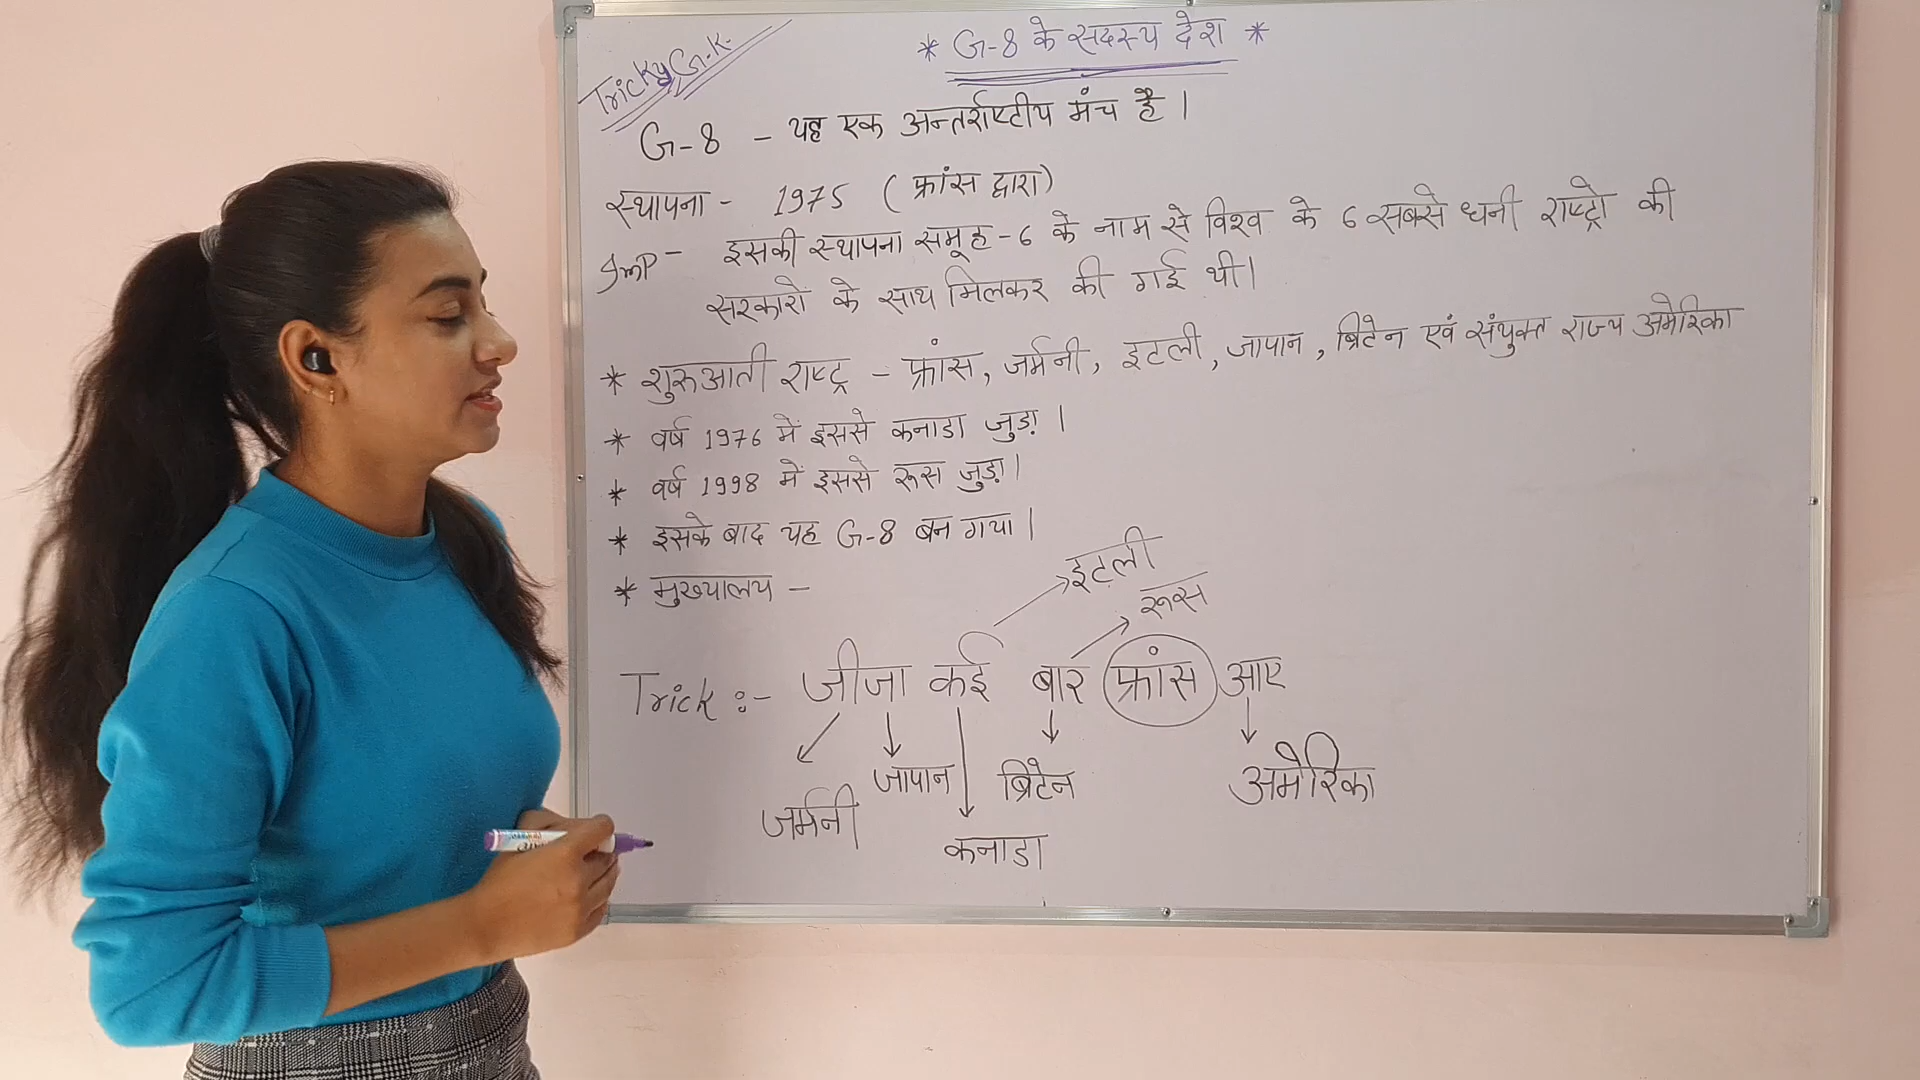 Tricky G.K.
* G-8 के सदस्य देश *
G-8 - यह एक अन्तर्राष्टीय मंच है।
स्थापना - 1975 ( फ्रांस द्वारा)
Imp - इसकी स्थापना समूह-6 के नाम से विश्व के 6 सबसे धनी राष्ट्रो की
सरकारों के साथ मिलकर की गई थी।
* शुरुआती राष्ट्र - फ्रांस, जर्मनी, इटली, जापान, ब्रिटेन एवं संयुक्त राज्य अमेरिका
* वर्ष 1976 में इससे कनाडा जुड़ा।
* वर्ष 1998 में इससे रूस जुड़ा।
* इसके बाद यह G-8 बन गया।
* मुख्यालय -
इटली
रूस
Trick :- जीजा कई बार फ्रांस आए
जर्मनी जापान ब्रिटेन अमेरिका
कनाडा